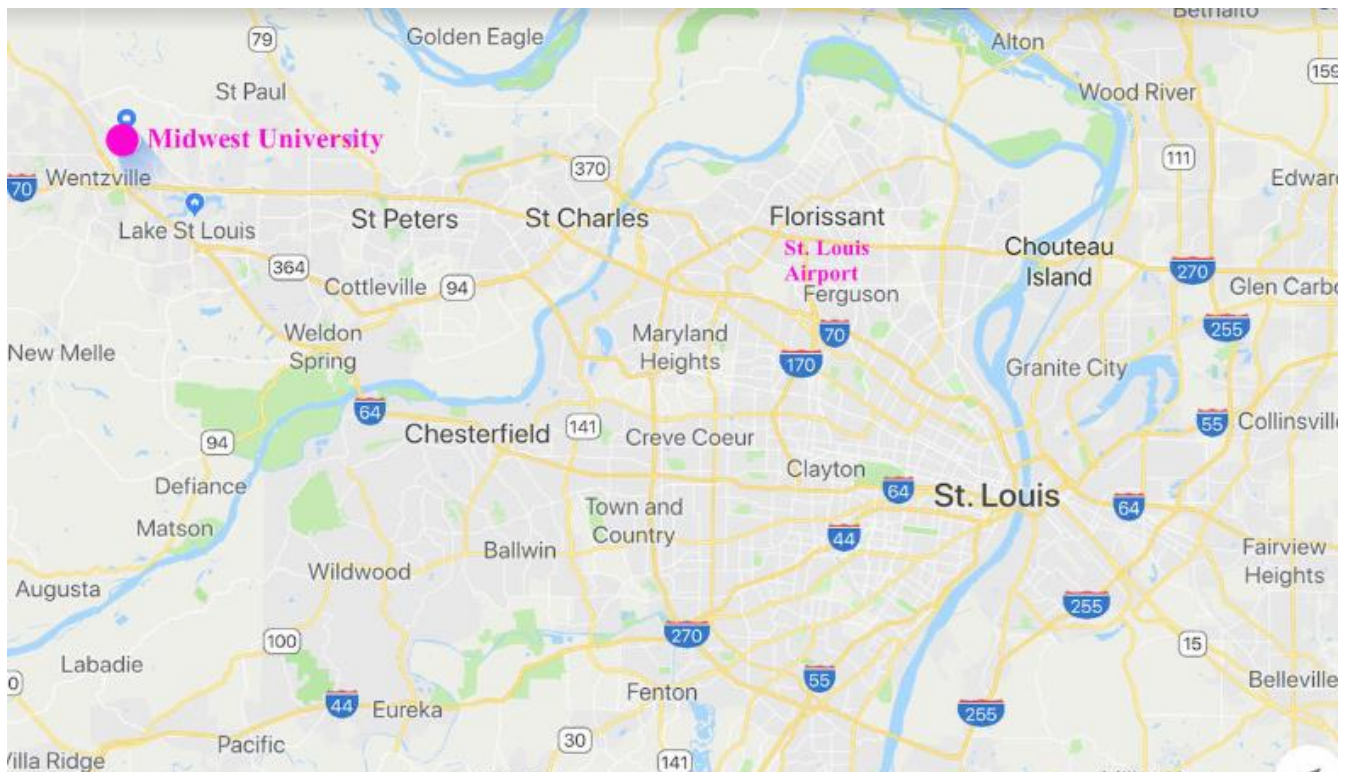 Bethalto
Golden Eagle
79
Alton
159
St Paul
Wood River
Midwest University
111
370
70
Wentzville
Edward
Lake St Louis
St Peters
St Charles
Florissant
St. Louis
Airport
Chouteau
Island
364
270
Cottleville
94
Ferguson
Glen Carbo
Weldon
Spring
Maryland
Heights
70
255
New Melle
170
Granite City
64
Chesterfield
141
Creve Coeur
55
Collinsville
94
Clayton
Defiance
64
St. Louis
64
Matson
Town and
Country
44
Ballwin
Fairview
Heights
Wildwood
Augusta
255
270
100
15
Labadie
0
Fenton
55
Belleville
44
Eureka
255
Pacific
30
Villa Ridge
141